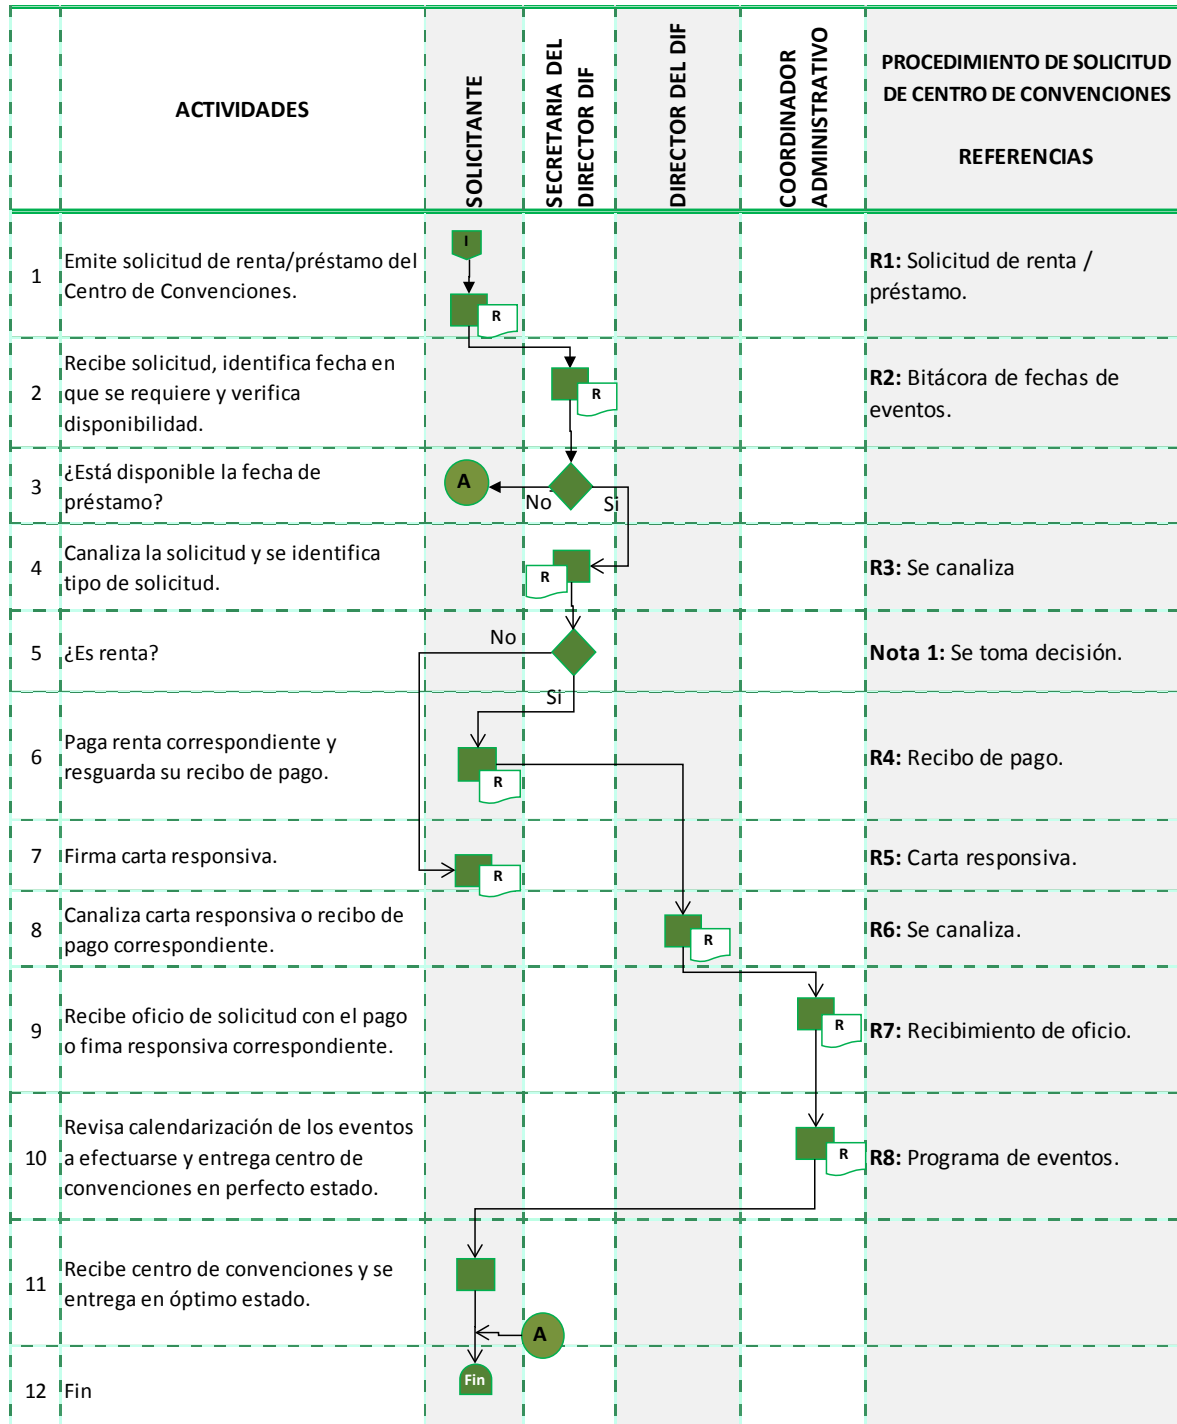 ACTIVIDADES
SOLICITANTE
SECRETARIA DEL
DIRECTOR DIF
DIRECTOR DEL DIF
COORDINADOR
ADMINISTRATIVO
PROCEDIMIENTO DE SOLICITUD
DE CENTRO DE CONVENCIONES
REFERENCIAS
1
Emite solicitud de renta/préstamo del
Centro de Convenciones.
I
R
R1: Solicitud de renta /
préstamo.
2
Recibe solicitud, identifica fecha en
que se requiere y verifica
disponibilidad.
R
R2: Bitácora de fechas de
eventos.
3
¿Está disponible la fecha de
préstamo?
A
No
Si
4
Canaliza la solicitud y se identifica
tipo de solicitud.
R
R3: Se canaliza
5
¿Es renta?
No
Si
Nota 1: Se toma decisión.
6
Paga renta correspondiente y
resguarda su recibo de pago.
R
R4: Recibo de pago.
7
Firma carta responsiva.
R
R5: Carta responsiva.
8
Canaliza carta responsiva o recibo de
pago correspondiente.
R
R6: Se canaliza.
9
Recibe oficio de solicitud con el pago
o fima responsiva correspondiente.
R
R7: Recibimiento de oficio.
10
Revisa calendarización de los eventos
a efectuarse y entrega centro de
convenciones en perfecto estado.
R
R8: Programa de eventos.
11
Recibe centro de convenciones y se
entrega en óptimo estado.
A
12
Fin
Fin